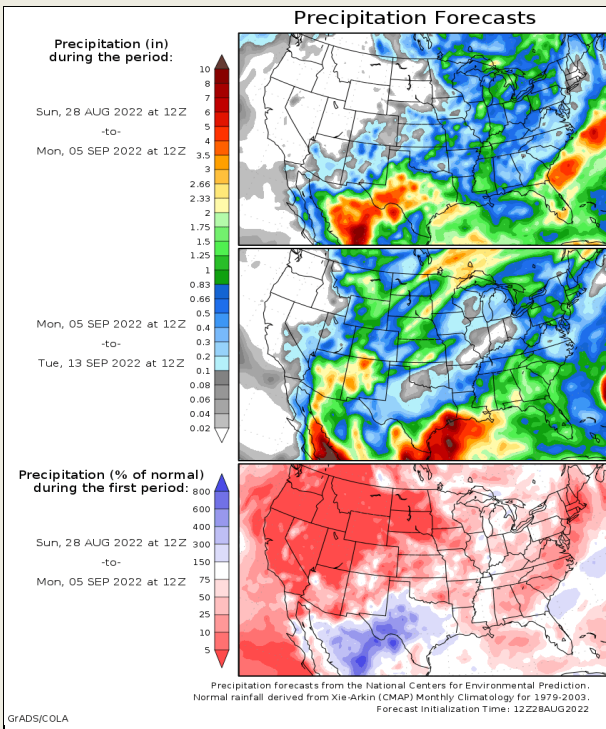 Precipitation Forecasts
Precipitation (in)
during the period:
Sun, 28 AUG 2022 at 12Z
-to-
Mon, 05 SEP 2022 at 12Z
10
8
7
6
5
4
3.5
3
2.66
2.33
2
1.75
1.5
1.25
1
0.83
0.66
0.5
0.4
0.3
0.2
0.1
0.08
0.06
0.04
0.02
Mon, 05 SEP 2022 at 12Z
-to-
Tue, 13 SEP 2022 at 12Z
Precipitation (% of normal)
during the first period:
Sun, 28 AUG 2022 at 12Z
-to-
Mon, 05 SEP 2022 at 12Z
800
600
400
300
150
75
50
25
10
5
Precipitation forecasts from the National Centers for Environmental Prediction.
Normal rainfall derived from Xie-Arkin (CMAP) Monthly Climatology for 1979-2003.
Forecast Initialization Time: 12Z28AUG2022
GrADS/COLA